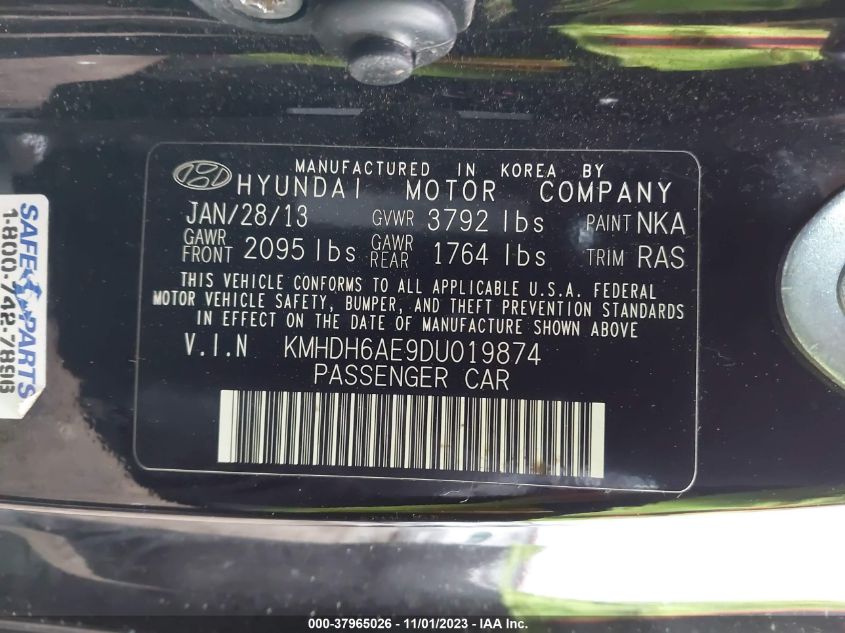 MANUFACTURED IN KOREA BY
HYUNDAI MOTOR COMPANY
JAN/28/13 GVWR 3792 lbs PAINT NKA
GAWR FRONT 2095 lbs GAWR REAR 1764 lbs TRIM RAS
THIS VEHICLE CONFORMS TO ALL APPLICABLE U.S.A. FEDERAL
MOTOR VEHICLE SAFETY, BUMPER, AND THEFT PREVENTION STANDARDS
IN EFFECT ON THE DATE OF MANUFACTURE SHOWN ABOVE
V.I.N KMHDH6AE9DU019874
PASSENGER CAR
SAFE PARTS
1-800-742-7896
000-37965026 - 11/01/2023 - IAA Inc.